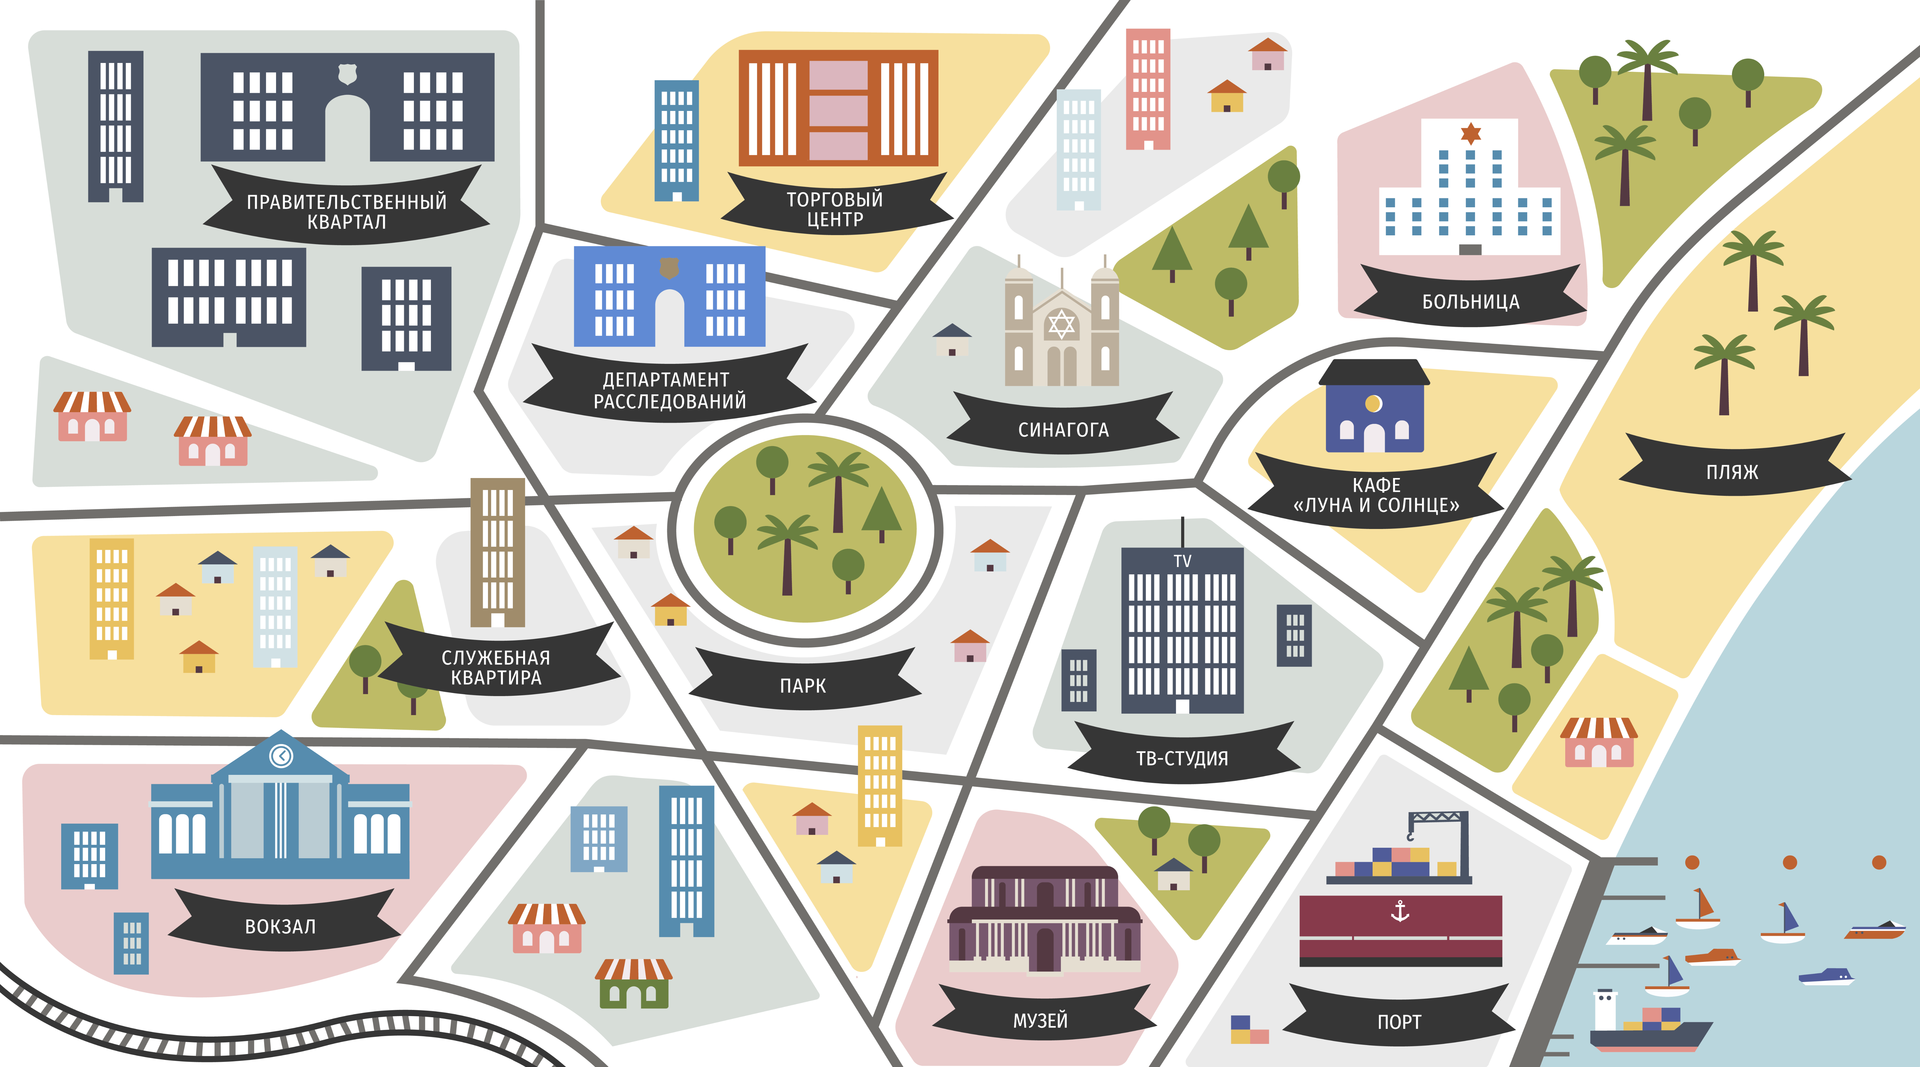 ПРАВИТЕЛЬСТВЕННЫЙ
КВАРТАЛ
ТОРГОВЫЙ
ЦЕНТР
БОЛЬНИЦА
ДЕПАРТАМЕНТ
РАССЛЕДОВАНИЙ
СИНАГОГА
КАФЕ
«ЛУНА И СОЛНЦЕ»
ПЛЯЖ
TV
СЛУЖЕБНАЯ
КВАРТИРА
ПАРК
ТВ-СТУДИЯ
ВОКЗАЛ
МУЗЕЙ
ПОРТ